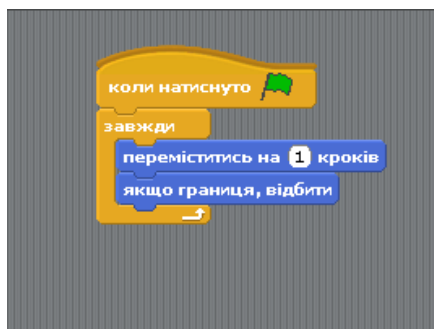 коли натиснуто
завжди
переміститись на 1 кроків
якщо границя, відбити